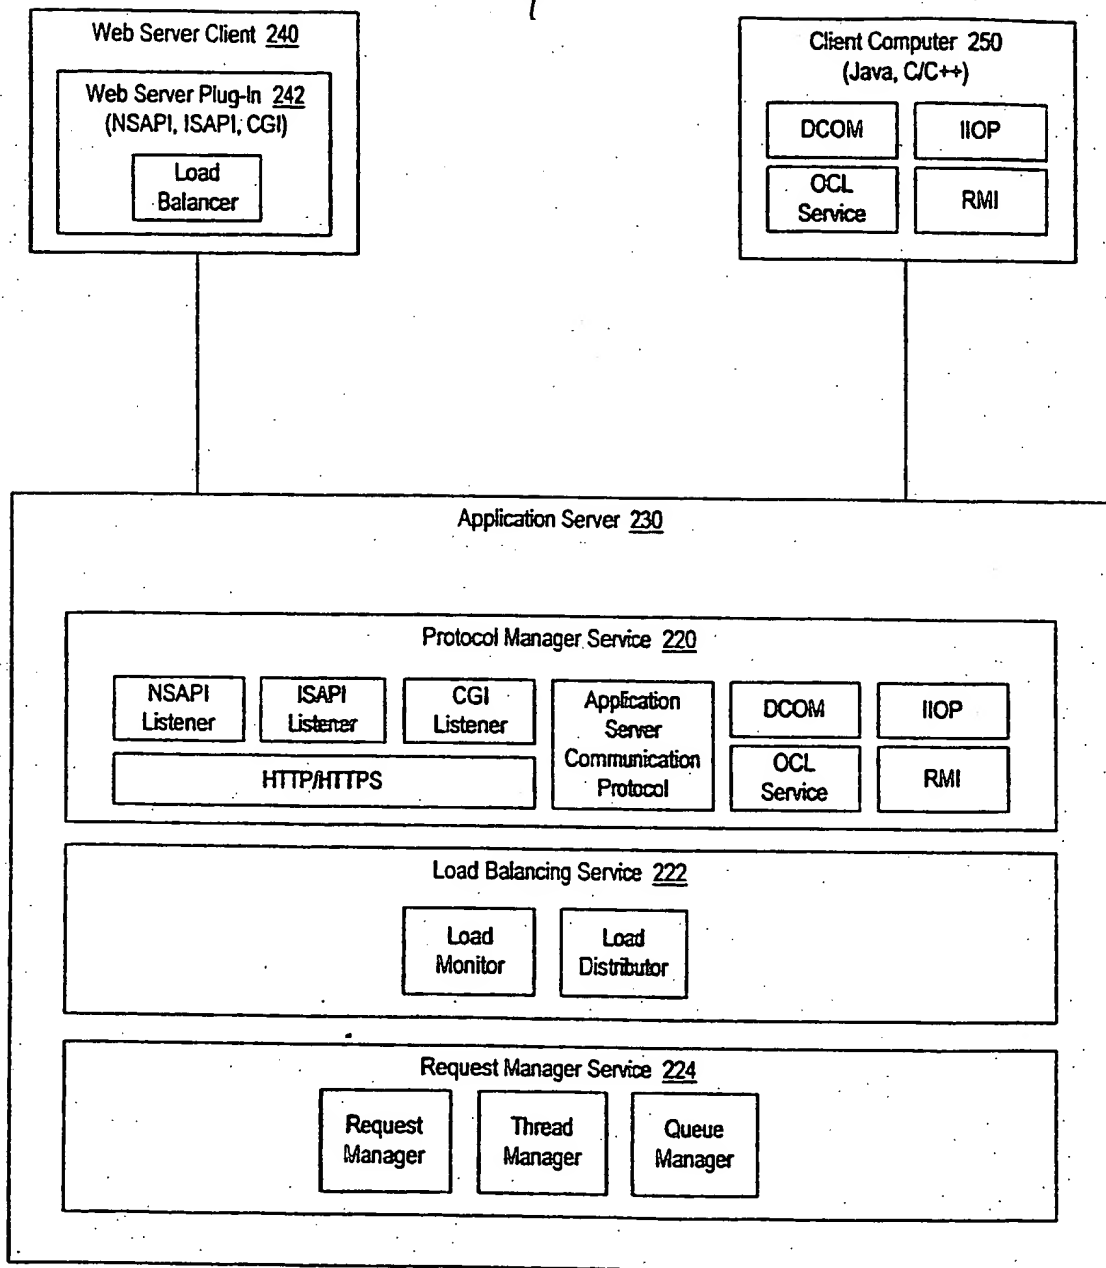 Web Server Client 240
Web Server Plug-In 242
(NSAPI, ISAPI, CGI)
Load
Balancer
Client Computer 250
(Java, C/C++)
DCOM
IIOP
OCL
Service
RMI
Application Server 230
Protocol Manager Service 220
NSAPI
Listener
ISAPI
Listener
CGI
Listener
HTTP/HTTPS
Application
Server
Communication
Protocol
DCOM
IIOP
OCL
Service
RMI
Load Balancing Service 222
Load
Monitor
Load
Distributor
Request Manager Service 224
Request
Manager
Thread
Manager
Queue
Manager